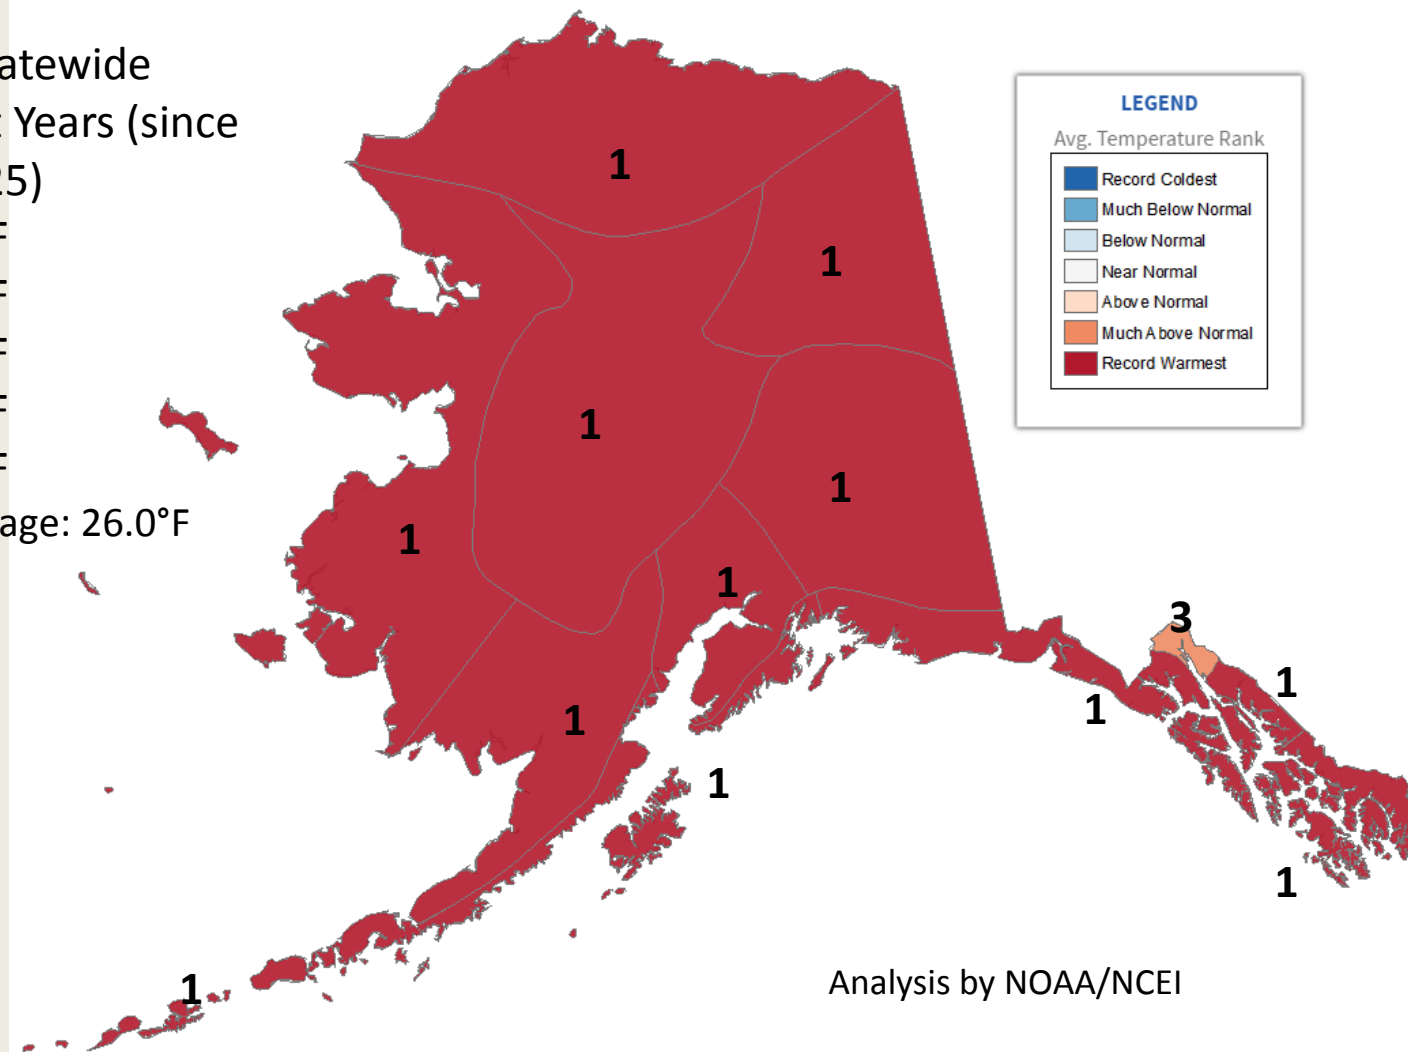 atewide
t Years (since
25)
F
F
F
F
F
age: 26.0°F
1
1
1
1
1
1
1
1
1
3
1
1
1
LEGEND
Avg. Temperature Rank
Record Coldest
Much Below Normal
Below Normal
Near Normal
Above Normal
Much Above Normal
Record Warmest
Analysis by NOAA/NCEI